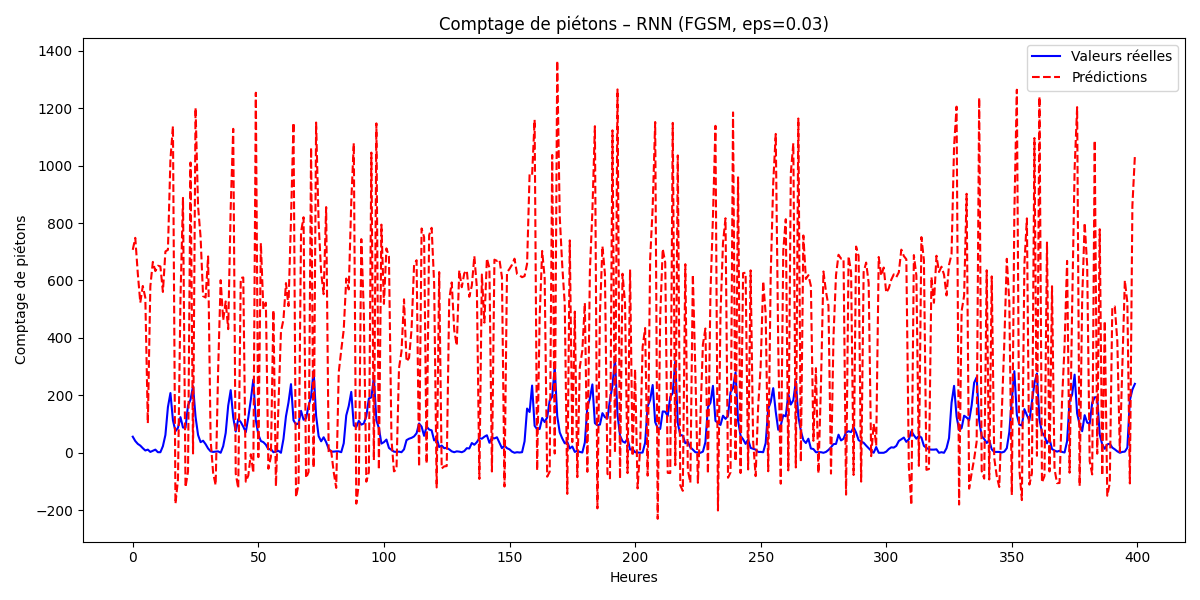 Comptage de piétons – RNN (FGSM, eps=0.03)
Valeurs réelles
Prédictions
Comptage de piétons
1400
1200
1000
800
600
400
200
0
−200
0 50 100 150 200 250 300 350 400
Heures